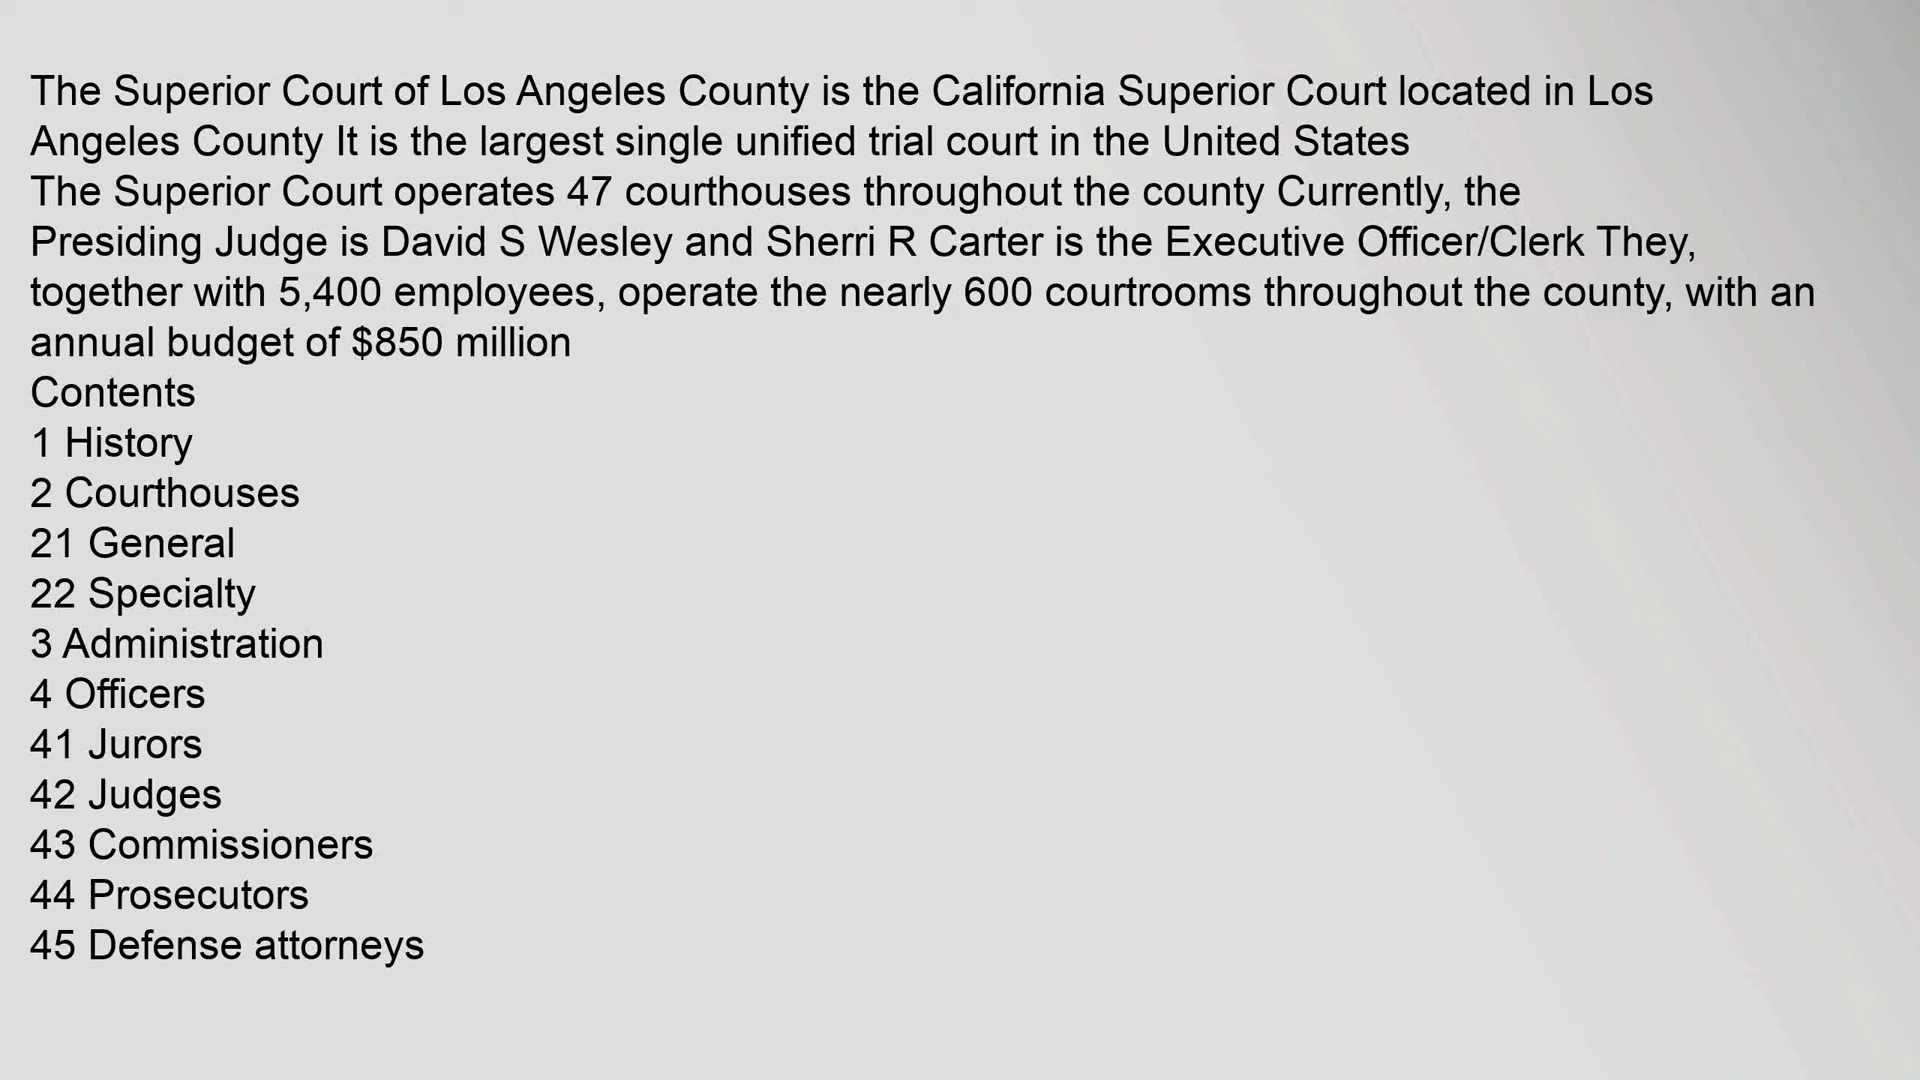 The Superior Court of Los Angeles County is the California Superior Court located in Los
Angeles County It is the largest single unified trial court in the United States
The Superior Court operates 47 courthouses throughout the county Currently, the
Presiding Judge is David S Wesley and Sherri R Carter is the Executive Officer/Clerk They,
together with 5,400 employees, operate the nearly 600 courtrooms throughout the county, with an
annual budget of $850 million
Contents
1 History
2 Courthouses
21 General
22 Specialty
3 Administration
4 Officers
41 Jurors
42 Judges
43 Commissioners
44 Prosecutors
45 Defense attorneys